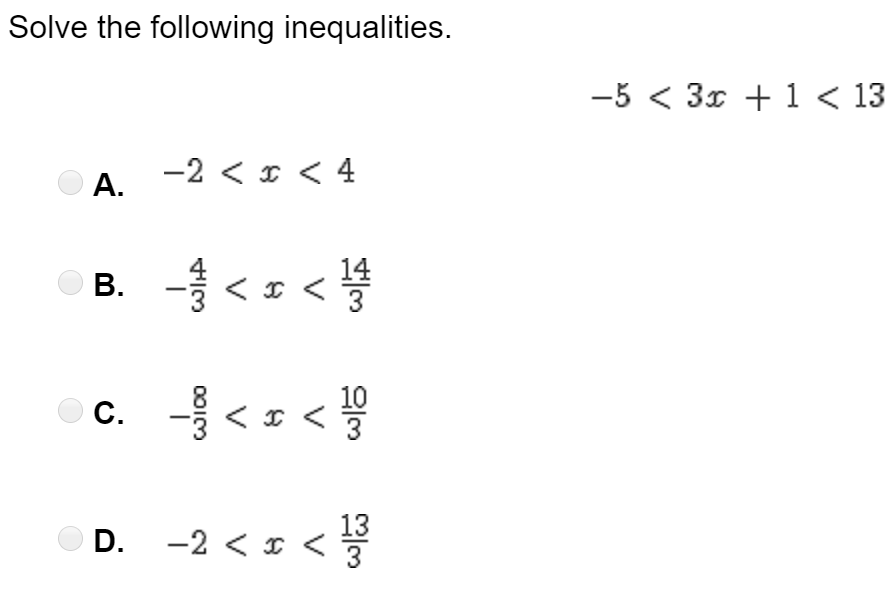 Solve the following inequalities.
−5 < 3x + 1 < 13
A. −2 < x < 4
B. −4/3 < x < 14/3
C. −8/3 < x < 10/3
D. −2 < x < 13/3